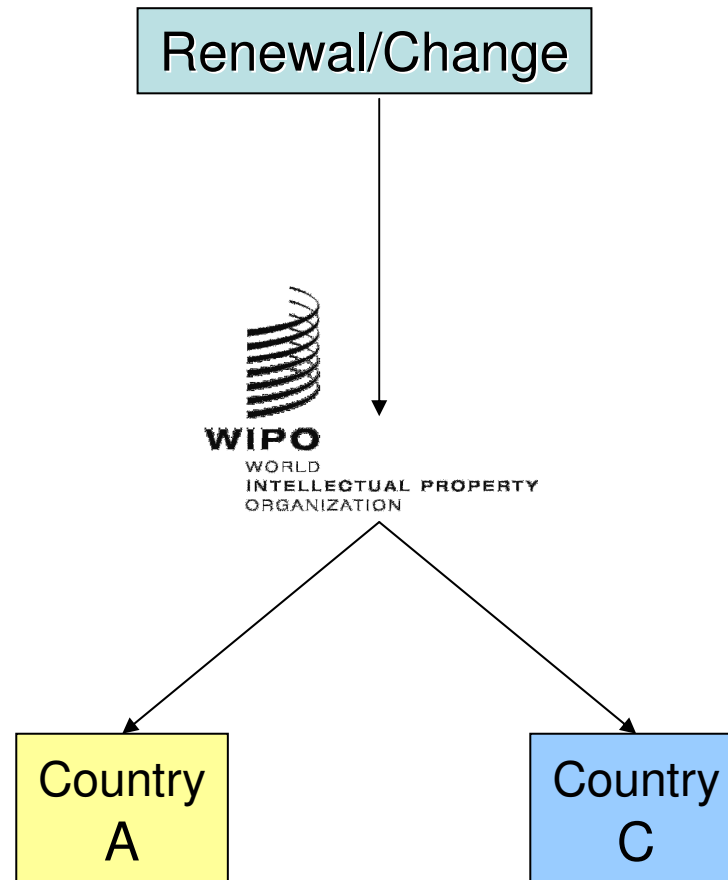 Renewal/Change
WIPO
WORLD
INTELLECTUAL PROPERTY
ORGANIZATION
Country
A
Country
C